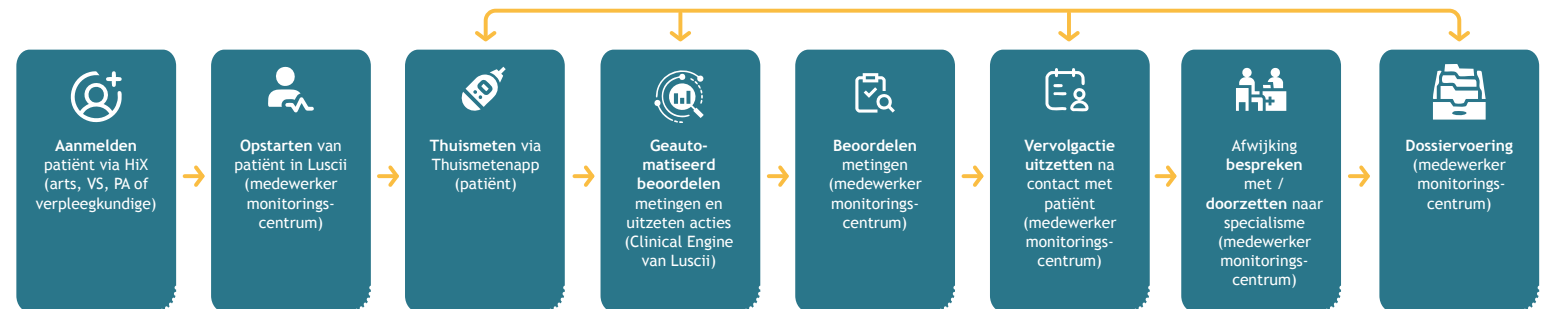 Aanmelden
patiënt via HiX
(arts, VS, PA of
verpleegkundige)
Opstarten van
patiënt in Luscii
(medewerker
monitorings-
centrum)
Thuismeten via
Thuismetenapp
(patiënt)
Geauto-
matiseerd
beoordelen
metingen en
uitzeten acties
(Clinical Engine
van Luscii)
Beoordelen
metingen
(medewerker
monitorings-
centrum)
Vervolgactie
uitzetten na
contact met
patiënt
(medewerker
monitorings-
centrum)
Afwijking
bespreken
met /
doorzetten naar
specialisme
(medewerker
monitorings-
centrum)
Dossiervoering
(medewerker
monitorings-
centrum)